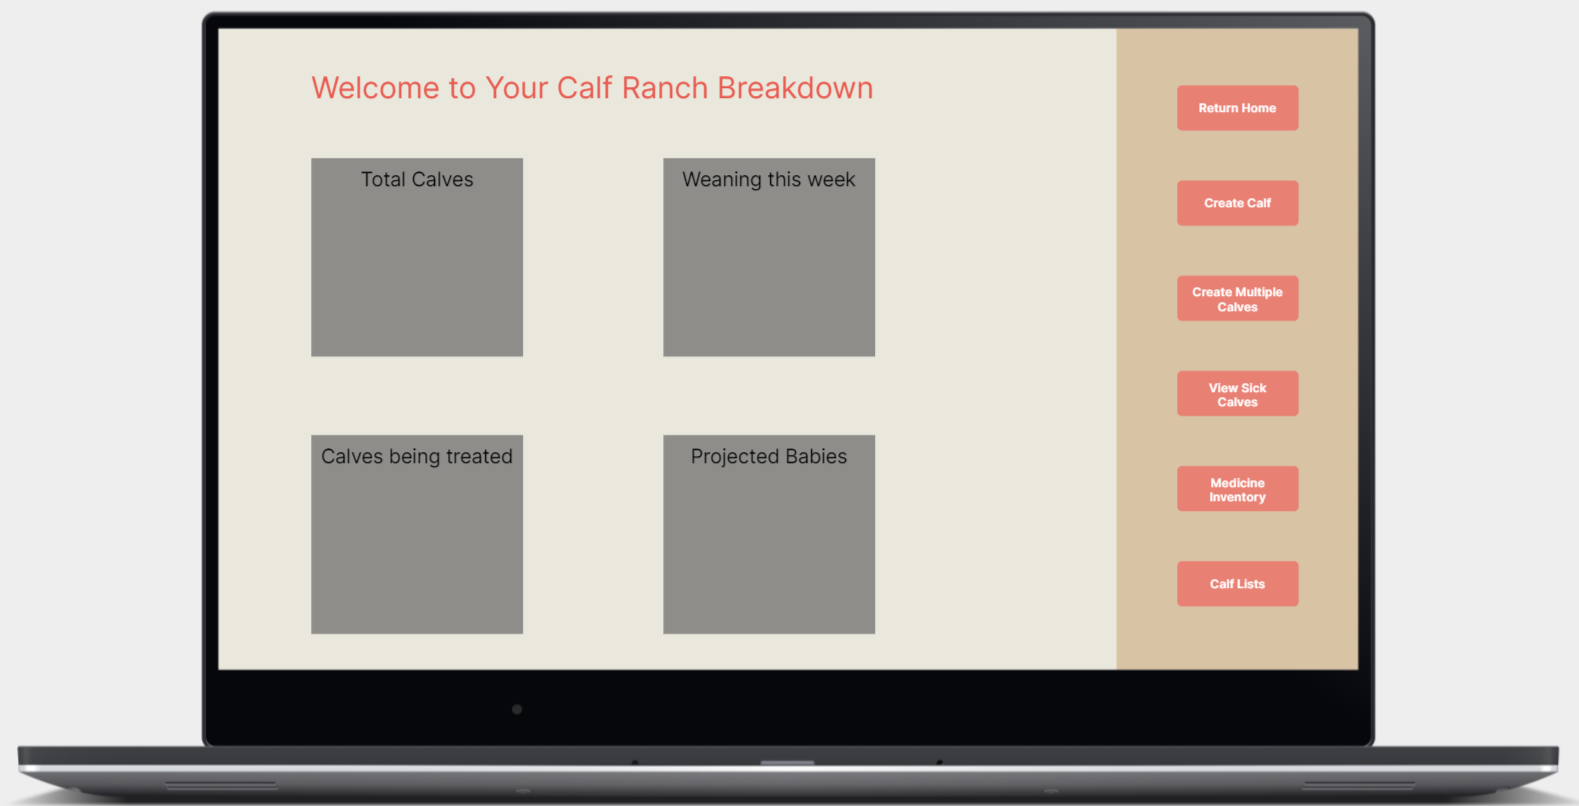 Welcome to Your Calf Ranch Breakdown
Total Calves
Weaning this week
Calves being treated
Projected Babies
Return Home
Create Calf
Create Multiple
Calves
View Sick
Calves
Medicine
Inventory
Calf Lists